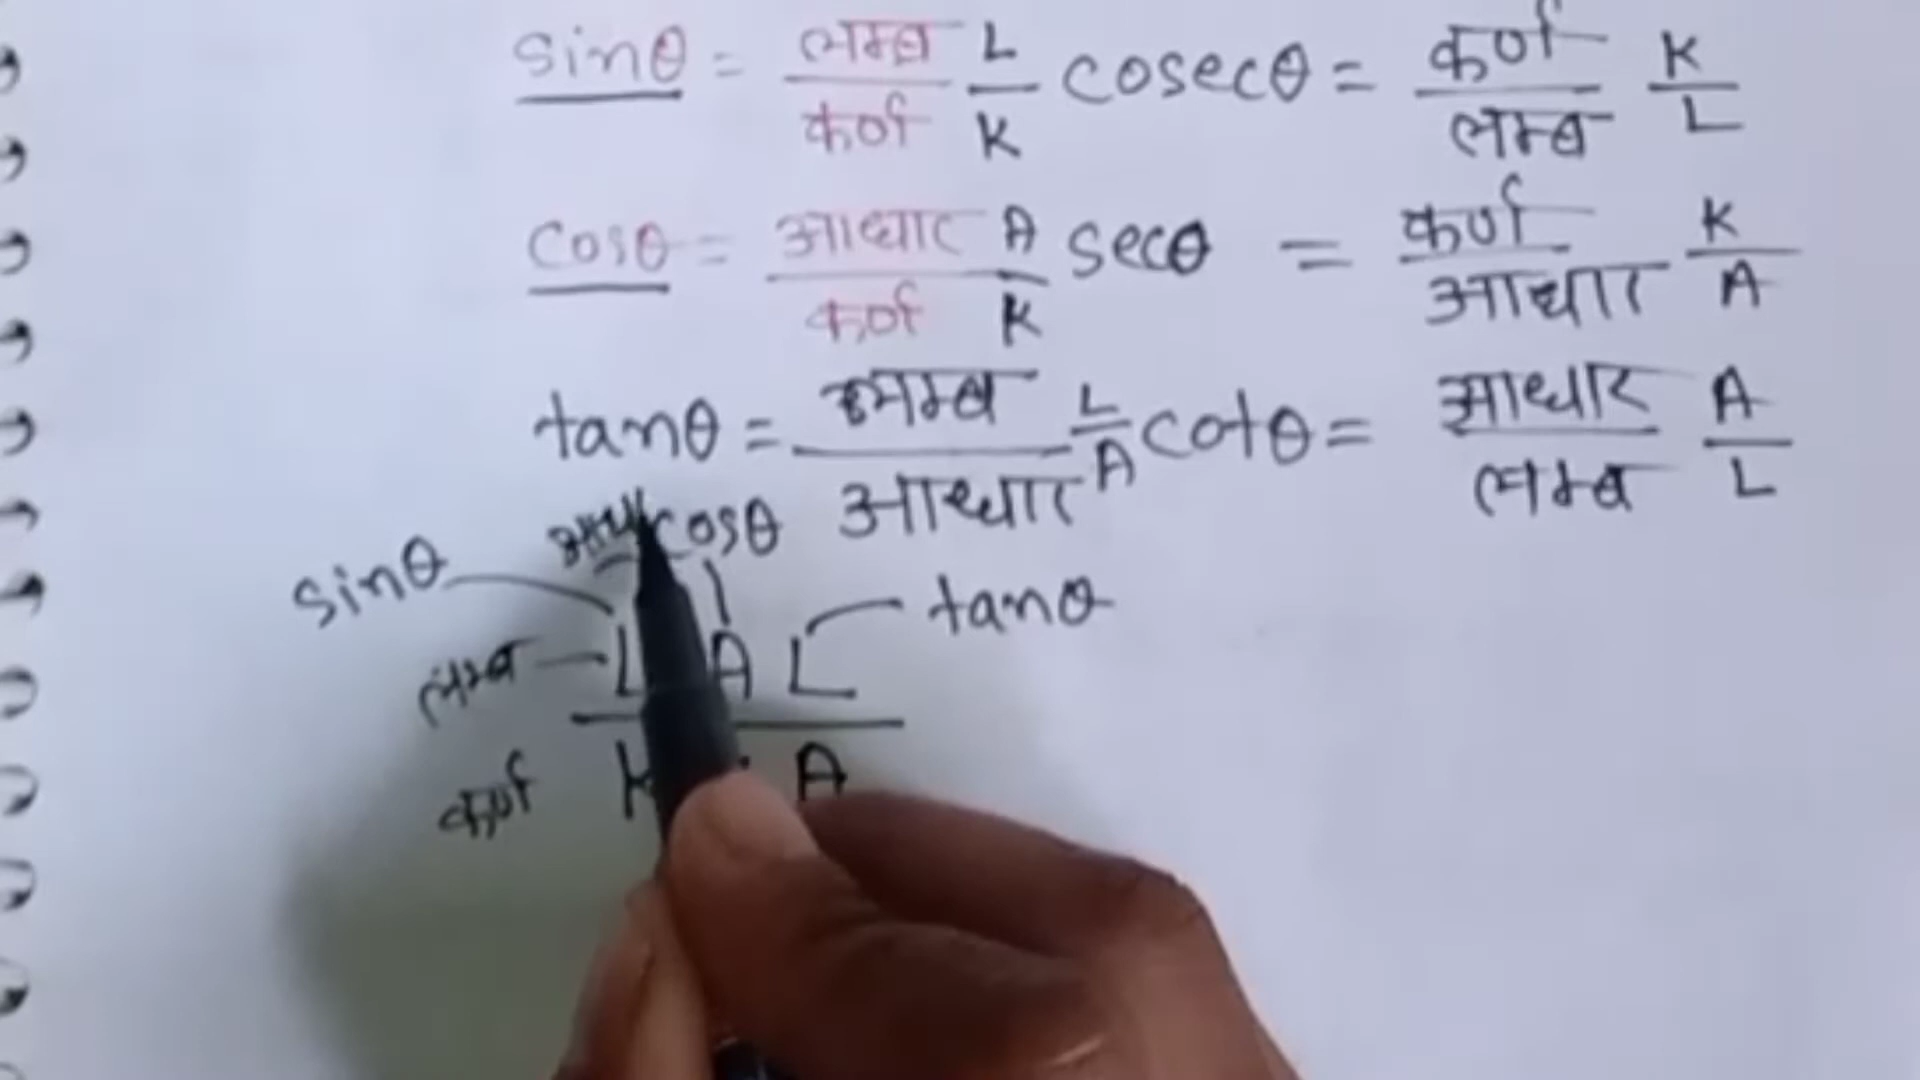 sinθ = लम्ब/कर्ण L/K cosecθ = कर्ण/लम्ब K/L
cosθ = आधार/कर्ण A/K secθ = कर्ण/आधार K/A
tanθ = लम्ब/आधार L/A cotθ = आधार/लम्ब A/L
sinθ cosθ tanθ
लम्ब L A L
कर्ण K A